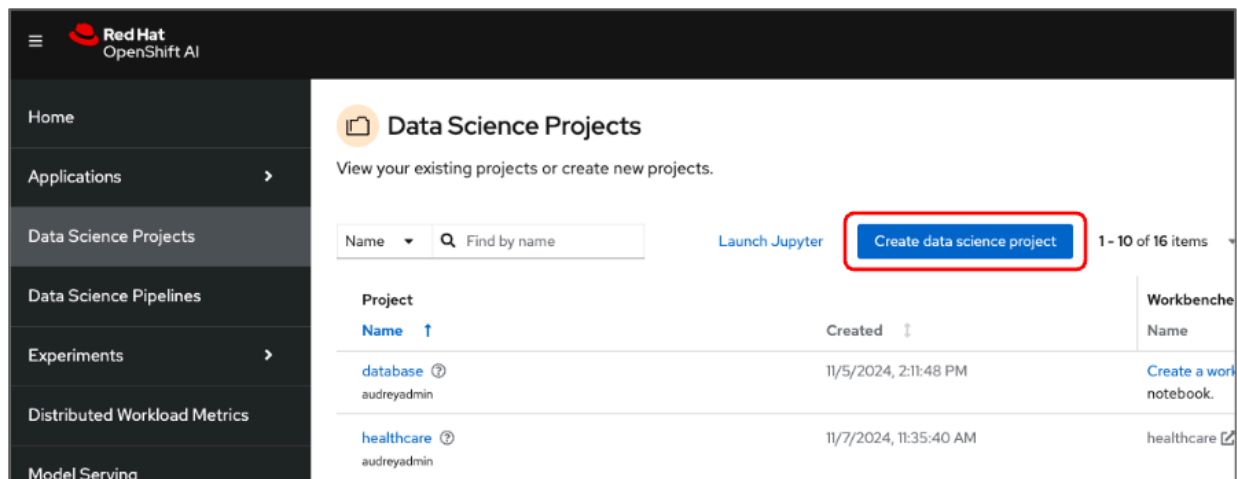 Red Hat
OpenShift AI
Home
Applications
Data Science Projects
Data Science Pipelines
Experiments
Distributed Workload Metrics
Model Serving
Data Science Projects
View your existing projects or create new projects.
Name Find by name Launch Jupyter Create data science project 1 - 10 of 16 items
Project Workbenche
Name Created Name
database 11/5/2024, 2:11:48 PM Create a work
audreyadmin notebook.
healthcare 11/7/2024, 11:35:40 AM healthcare
audreyadmin